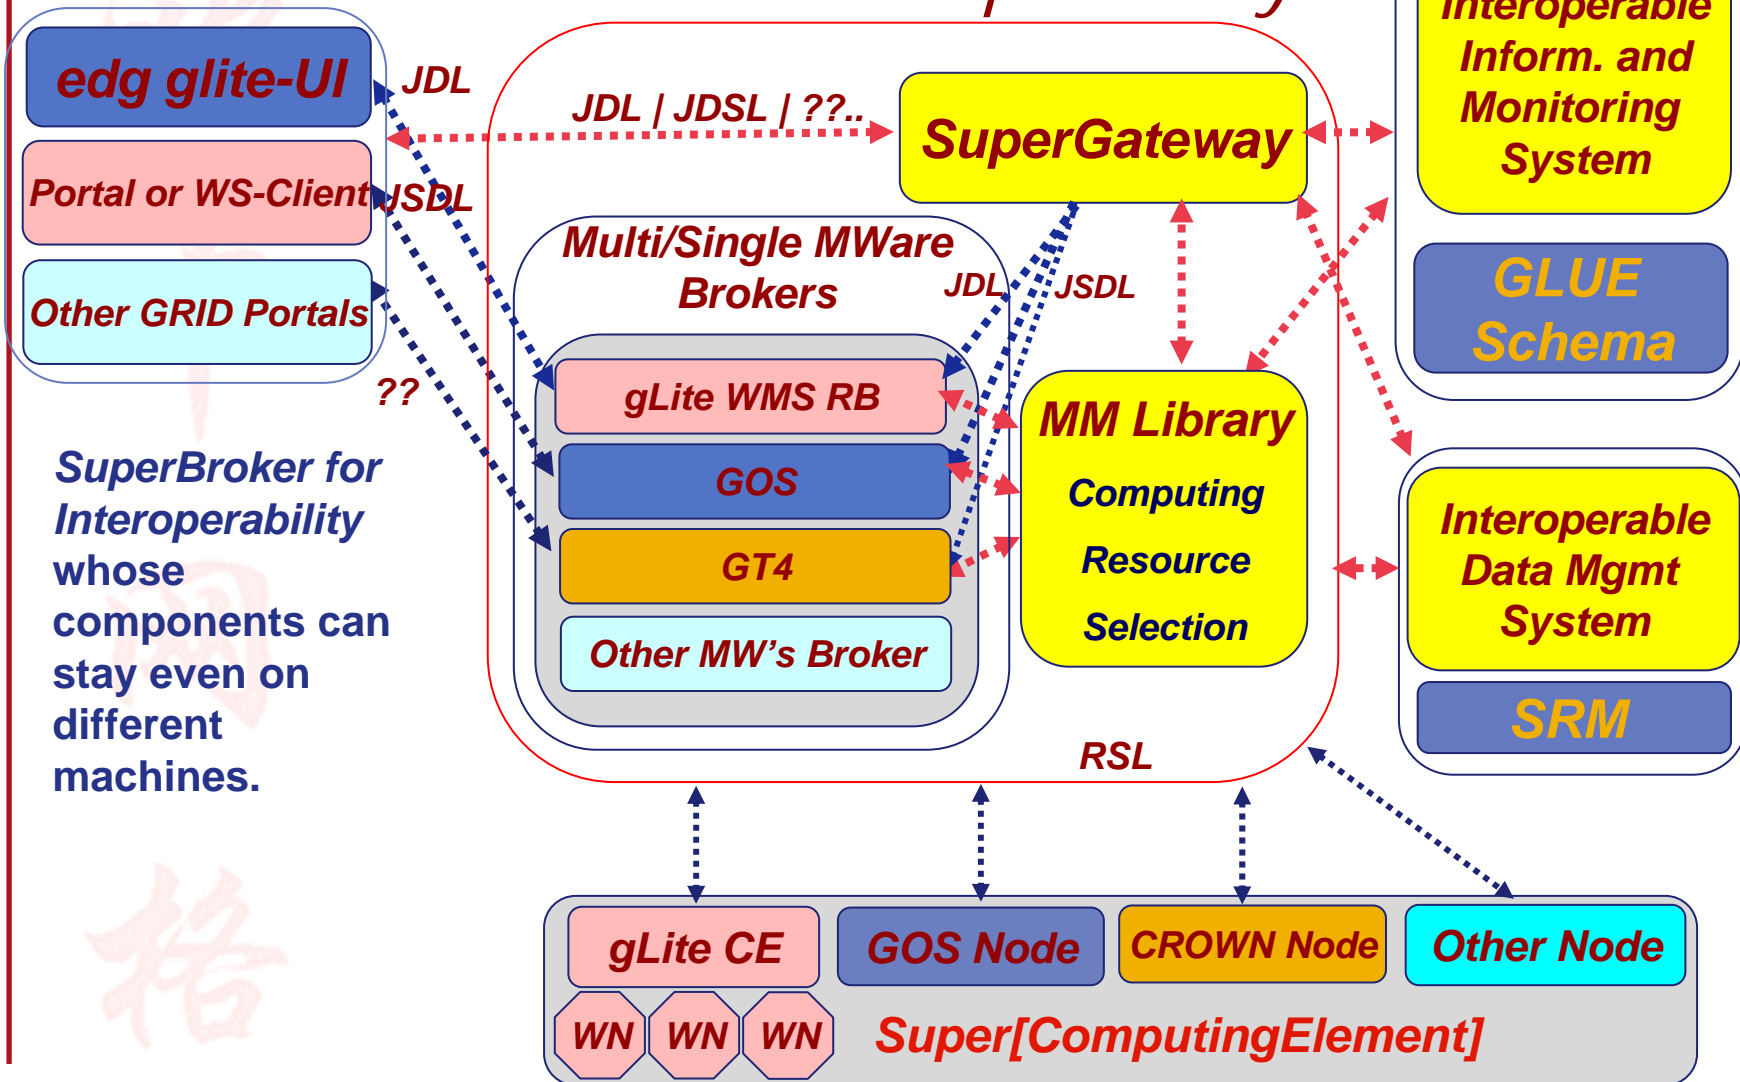 Interoperable
Inform. and
Monitoring
System
edg glite-UI
JDL
JDL | JDSL | ??..
SuperGateway
Portal or WS-Client
JSDL
Other GRID Portals
??
Multi/Single MWare
Brokers
JDL
JSDL
GLUE
Schema
gLite WMS RB
GOS
GT4
Other MW's Broker
MM Library
Computing
Resource
Selection
SuperBroker for
Interoperability
whose
components can
stay even on
different
machines.
Interoperable
Data Mgmt
System
SRM
RSL
gLite CE
GOS Node
CROWN Node
Other Node
WN
WN
WN
Super[ComputingElement]
格